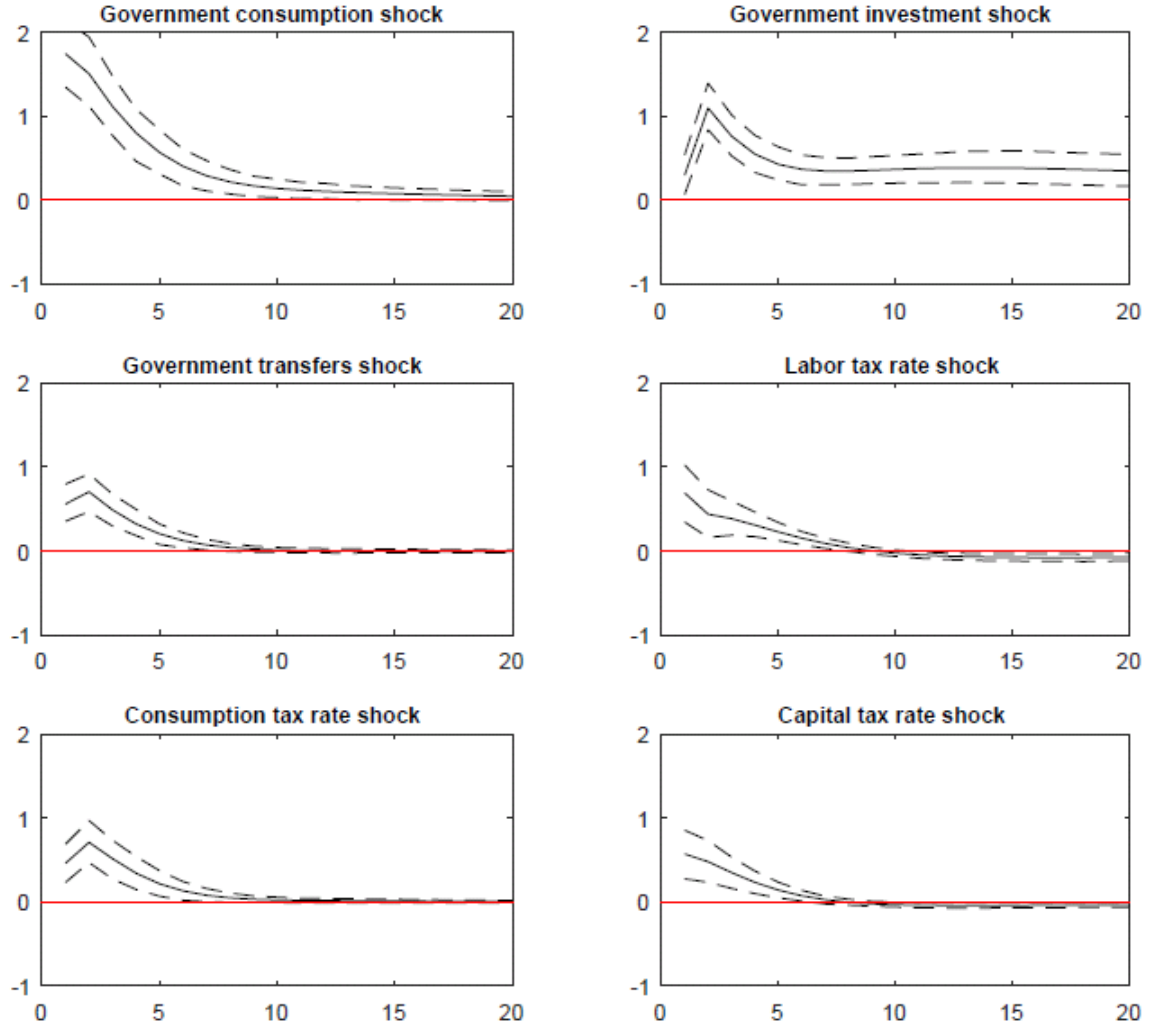 Government consumption shock
2
1
0
-1
0 5 10 15 20
Government investment shock
2
1
0
-1
0 5 10 15 20
Government transfers shock
2
1
0
-1
0 5 10 15 20
Labor tax rate shock
2
1
0
-1
0 5 10 15 20
Consumption tax rate shock
2
1
0
-1
0 5 10 15 20
Capital tax rate shock
2
1
0
-1
0 5 10 15 20